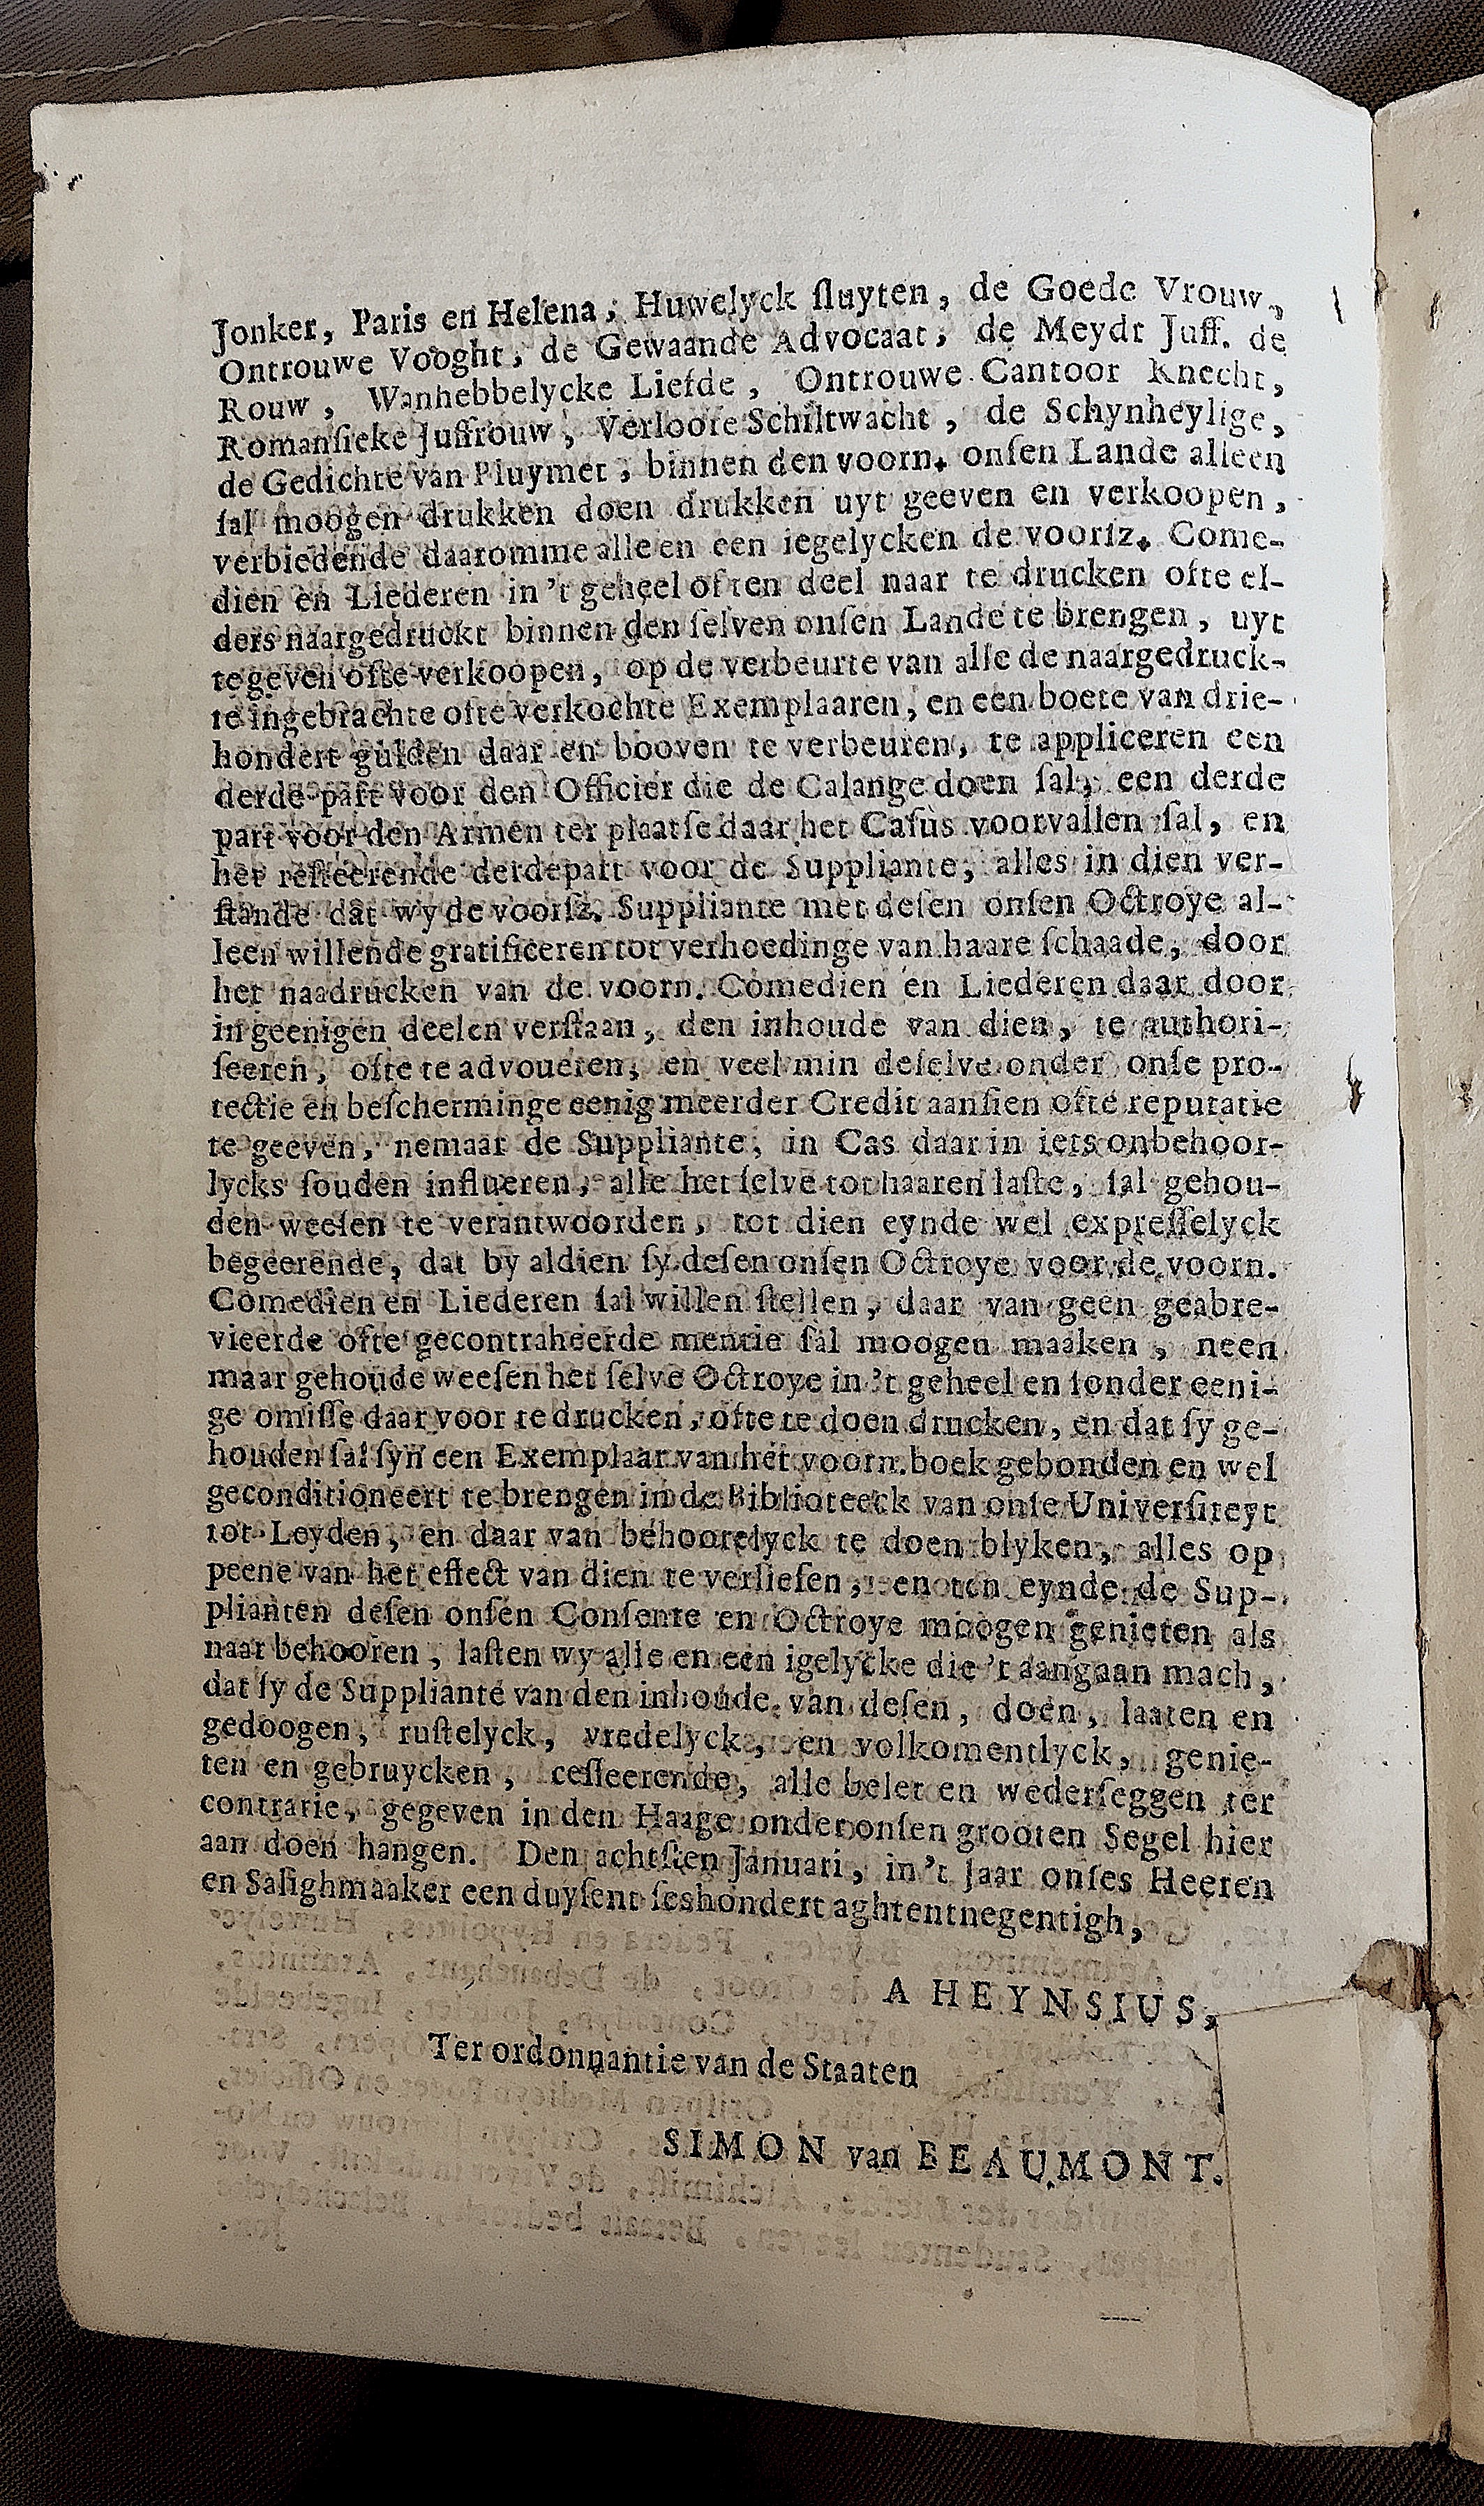 Jonker, Paris en Helena; Huwelyck ſluyten, de Goede Vrouw,
Ontrouwe Vooght, de Gewaande Advocaat, de Meydt Juff. de
Rouw, Wanhebbelycke Liefde, Ontrouwe Cantoor Knecht,
Romanſieke Juffrouw, Verloofe Schiltwacht, de Schynheylige,
de Gedichte van Pluymer, binnen den voorn. onſen Lande alleen
ſal moogen drukken doen drukken uyt geeven en verkoopen,
verbiedende daaromme alle en een iegelycken de voorſz. Come-
dien en Liederen in 't geheel often deel naar te drucken ofte el-
ders naargedruckt binnen den ſelven onſen Lande te brengen, uyt
te geven ofte verkoopen, op de verbeurte van alle de naargedruck-
te ingebrachte ofte verkochte Exemplaaren, en een boete van drie-
hondert gulden daar en booven te verbeuren, te appliceren een
derde part voor den Officier die de Calange doen ſal, een derde
part voor den Armen ter plaatſe daar het Caſus voorvallen ſal, en
het reſteerende derdepart voor de Suppliante, alles in dien ver-
ſtande dat wy de voorſz. Suppliante met deſen onſen Octroye al-
leen willende gratificeren tot verhoedinge van haare ſchaade, door
het naadrucken van de voorn. Comedien en Liederen daar door
in geenigen deelen verſtaan, den inhoude van dien, te authori-
ſeeren, ofte te advoueren, en veel min deſelve onder onſe pro-
tectie en beſcherminge eenig meerder Credit aanſien ofte reputatie
te geeven, nemaar de Suppliante, in Cas daar in iets onbehoor-
lycks ſouden influeren, alle het ſelve tot haaren laſte, ſal gehou-
den weeſen te verantwoorden, tot dien eynde wel expreſſelyck
begeerende, dat by aldien ſy deſen onſen Octroye voor de voorn.
Comedien en Liederen ſal willen ſtellen, daar van geen geabre-
vieerde ofte gecontraheerde mentie ſal moogen maaken, neen
maar gehoude weeſen het ſelve Octroye in 't geheel en ſonder eeni-
ge omiſſe daar voor te drucken, ofte te doen drucken, en dat ſy ge-
houden ſal ſyn een Exemplaar van het voorn. boek gebonden en wel
geconditioneert te brengen in de Biblioteeck van onſe Univerſiteyt
tot Leyden, en daar van behoorelyck te doen blyken, alles op
peene van het effect van dien te verlieſen, en ten eynde de Sup-
plianten deſen onſen Conſente en Octroye moogen genieten als
naar behooren, laſten wy alle en een igelycke die 't aangaan mach,
dat ſy de Suppliante van den inhoude, van deſen, doen, laaten en
gedoogen, ruſtelyck, vredelyck, en volkomentlyck, genie-
ten en gebruycken, ceſſeerende, alle belet en wederſeggen ter
contrarie, gegeven in den Haage onder onſen grooten Segel hier
aan doen hangen. Den achtſten Januari, in 't Jaar onſes Heeren
en Salighmaaker een duyſent ſeshondert aghtentnegentigh,
A HEYNSIUS,
Ter ordonnantie van de Staaten
SIMON van BEAUMONT.